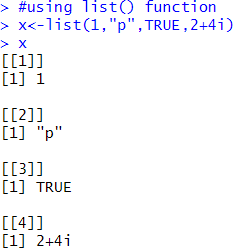 > #using list() function
> x<-list(1,"p",TRUE,2+4i)
> x
[[1]]
[1] 1
[[2]]
[1] "p"
[[3]]
[1] TRUE
[[4]]
[1] 2+4i